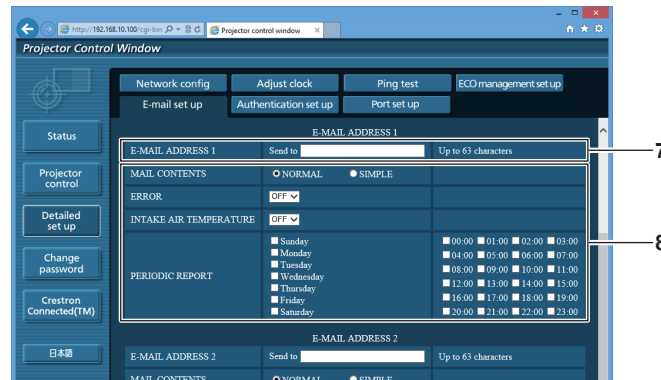 http://192.168.10.100/cgi-bin
Projector control window
Projector Control Window
Network config Adjust clock Ping test ECO management set up
E-mail set up Authentication set up Port set up
Status
Projector control
Detailed set up
Change password
Crestron Connected(TM)
日本語
E-MAIL ADDRESS 1
E-MAIL ADDRESS 1 Send to Up to 63 characters
7
MAIL CONTENTS NORMAL SIMPLE
ERROR OFF
INTAKE AIR TEMPERATURE OFF
8
PERIODIC REPORT
Sunday 00:00 01:00 02:00 03:00
Monday 04:00 05:00 06:00 07:00
Tuesday 08:00 09:00 10:00 11:00
Wednesday 12:00 13:00 14:00 15:00
Thursday 16:00 17:00 18:00 19:00
Friday 20:00 21:00 22:00 23:00
Saturday
E-MAIL ADDRESS 2
E-MAIL ADDRESS 2 Send to Up to 63 characters
MAIL CONTENTS NORMAL SIMPLE